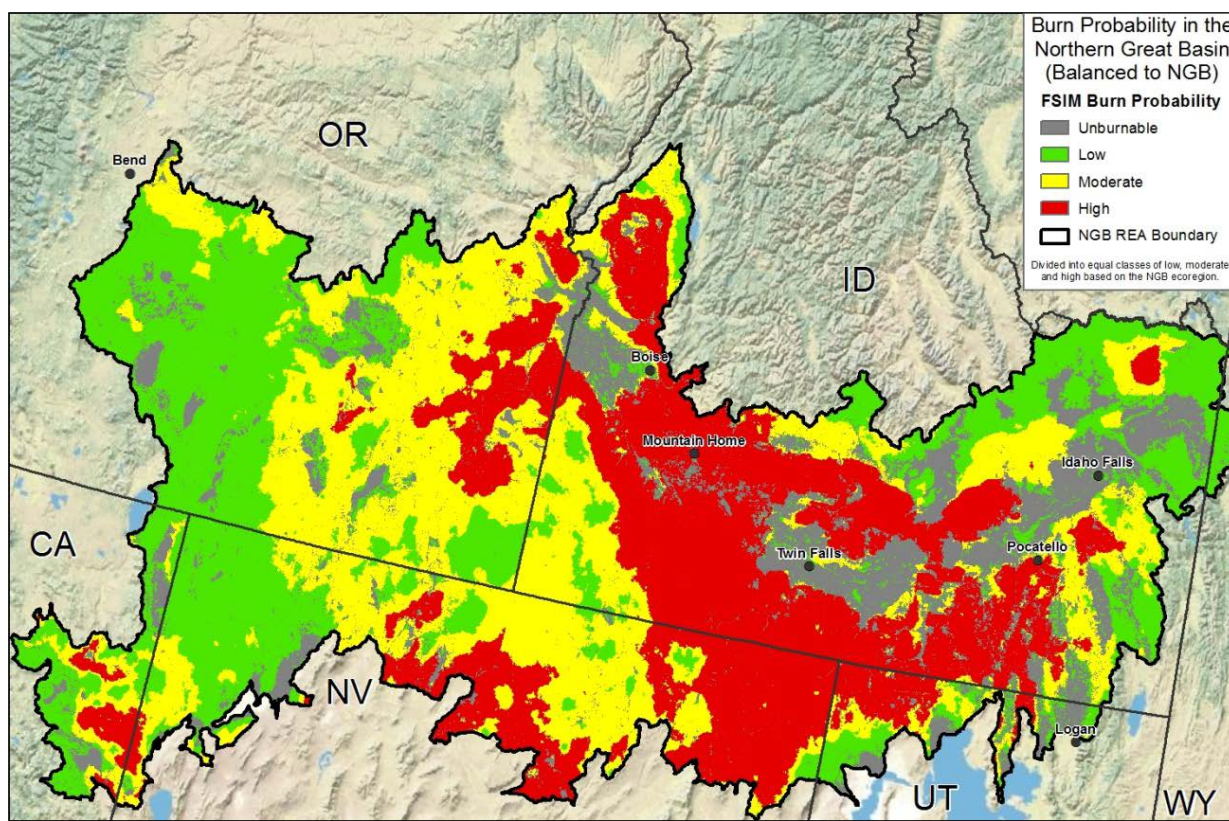 Burn Probability in the
Northern Great Basin
(Balanced to NGB)
FSIM Burn Probability
Unburnable
Low
Moderate
High
NGB REA Boundary
Divided into equal classes of low, moderate
and high based on the NGB ecoregion.
OR
Bend
ID
Boise
Mountain Home
Idaho Falls
CA
Twin Falls
Pocatello
NV
Logan
UT
WY